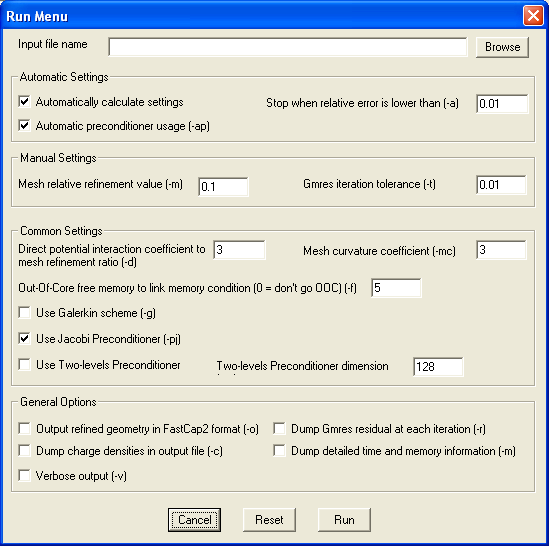 Run Menu
Input file name
Browse
Automatic Settings
Automatically calculate settings
Stop when relative error is lower than (-a)
0.01
Automatic preconditioner usage (-ap)
Manual Settings
Mesh relative refinement value (-m)
0.1
Gmres iteration tolerance (-t)
0.01
Common Settings
Direct potential interaction coefficient to
mesh refinement ratio (-d)
3
Mesh curvature coefficient (-mc)
3
Out-Of-Core free memory to link memory condition (0 = don't go OOC) (-f)
5
Use Galerkin scheme (-g)
Use Jacobi Preconditioner (-pj)
Use Two-levels Preconditioner
Two-levels Preconditioner dimension
128
General Options
Output refined geometry in FastCap2 format (-o)
Dump Gmres residual at each iteration (-r)
Dump charge densities in output file (-c)
Dump detailed time and memory information (-m)
Verbose output (-v)
Cancel
Reset
Run